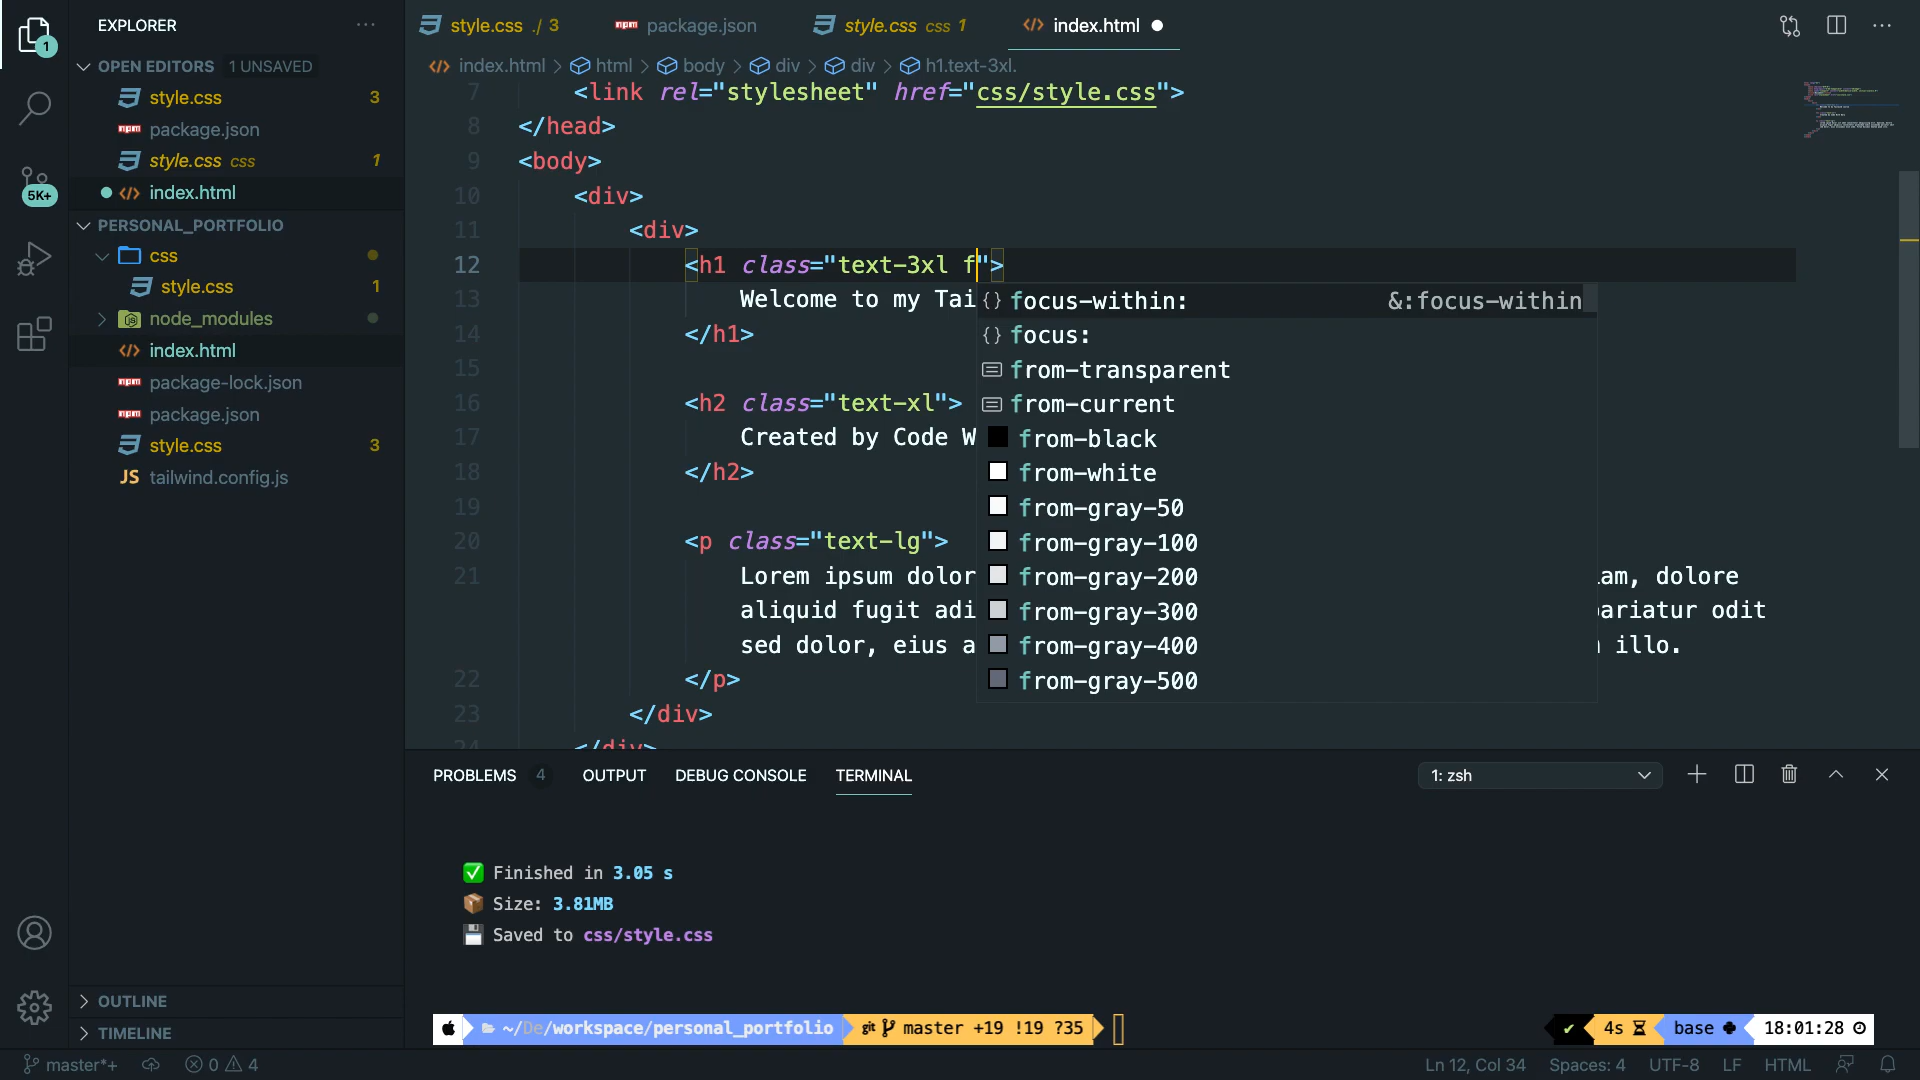 EXPLORER
OPEN EDITORS 1 UNSAVED
style.css 3
package.json
style.css css 1
index.html
PERSONAL_PORTFOLIO
css
style.css 1
node_modules
index.html
package-lock.json
package.json
style.css 3
JS tailwind.config.js
OUTLINE
TIMELINE
1
5K+
style.css ./ 3
package.json
style.css css 1
index.html
index.html > html > body > div > div > h1.text-3xl.
7 <link rel="stylesheet" href="css/style.css">
8 </head>
9 <body>
10 <div>
11 <div>
12 <h1 class="text-3xl f">
13 Welcome to my Tai
14 </h1>
15
16 <h2 class="text-xl">
17 Created by Code W
18 </h2>
19
20 <p class="text-lg">
21 Lorem ipsum dolor am, dolore
aliquid fugit adi pariatur odit
sed dolor, eius a illo.
22 </p>
23 </div>
24 </div>
{} focus-within: &:focus-within
{} focus:
from-transparent
from-current
from-black
from-white
from-gray-50
from-gray-100
from-gray-200
from-gray-300
from-gray-400
from-gray-500
PROBLEMS 4 OUTPUT DEBUG CONSOLE TERMINAL 1: zsh
✅ Finished in 3.05 s
📦 Size: 3.81MB
💾 Saved to css/style.css
~/De/workspace/personal_portfolio git master +19 !19 ?35
✔ 4s base 18:01:28
master*+ 0 4 Ln 12, Col 34 Spaces: 4 UTF-8 LF HTML